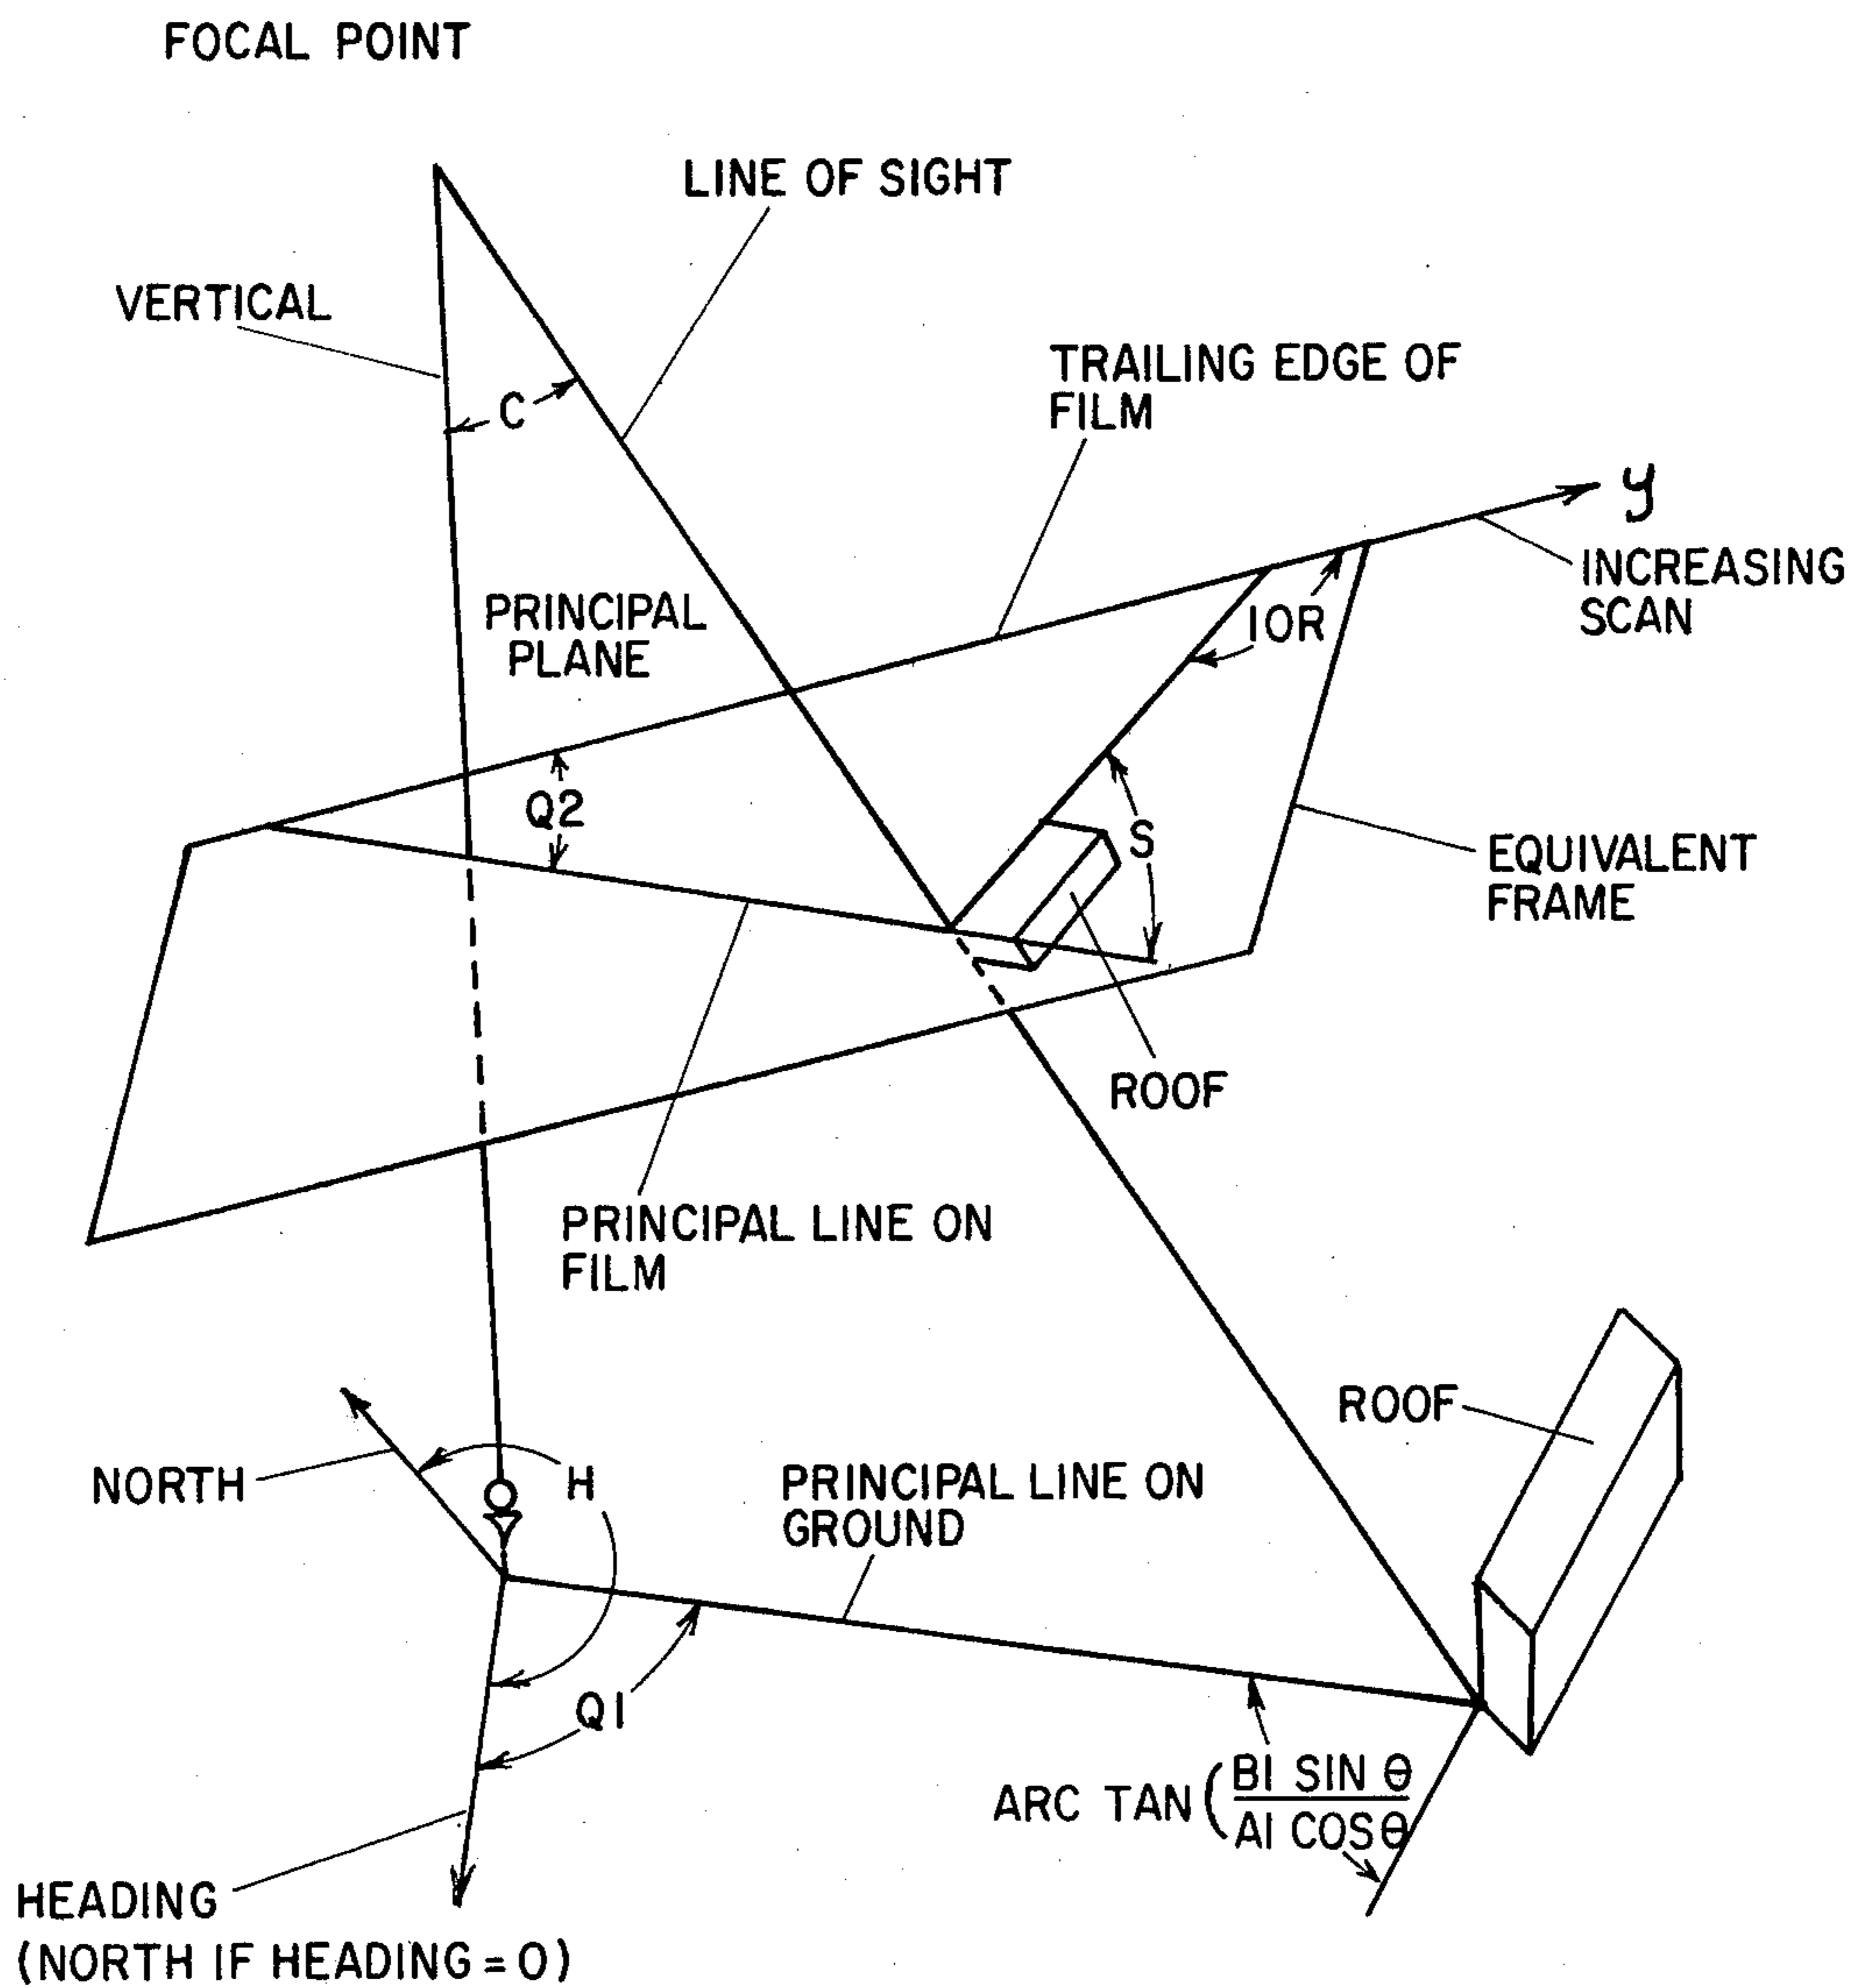 FOCAL POINT
LINE OF SIGHT
VERTICAL
TRAILING EDGE OF
FILM
C
y
INCREASING
SCAN
PRINCIPAL
PLANE
IOR
Q2
S
EQUIVALENT
FRAME
ROOF
PRINCIPAL LINE ON
FILM
ROOF
NORTH
H
PRINCIPAL LINE ON
GROUND
Q1
ARC TAN (BI SIN θ
AI COS θ
HEADING
(NORTH IF HEADING = 0)